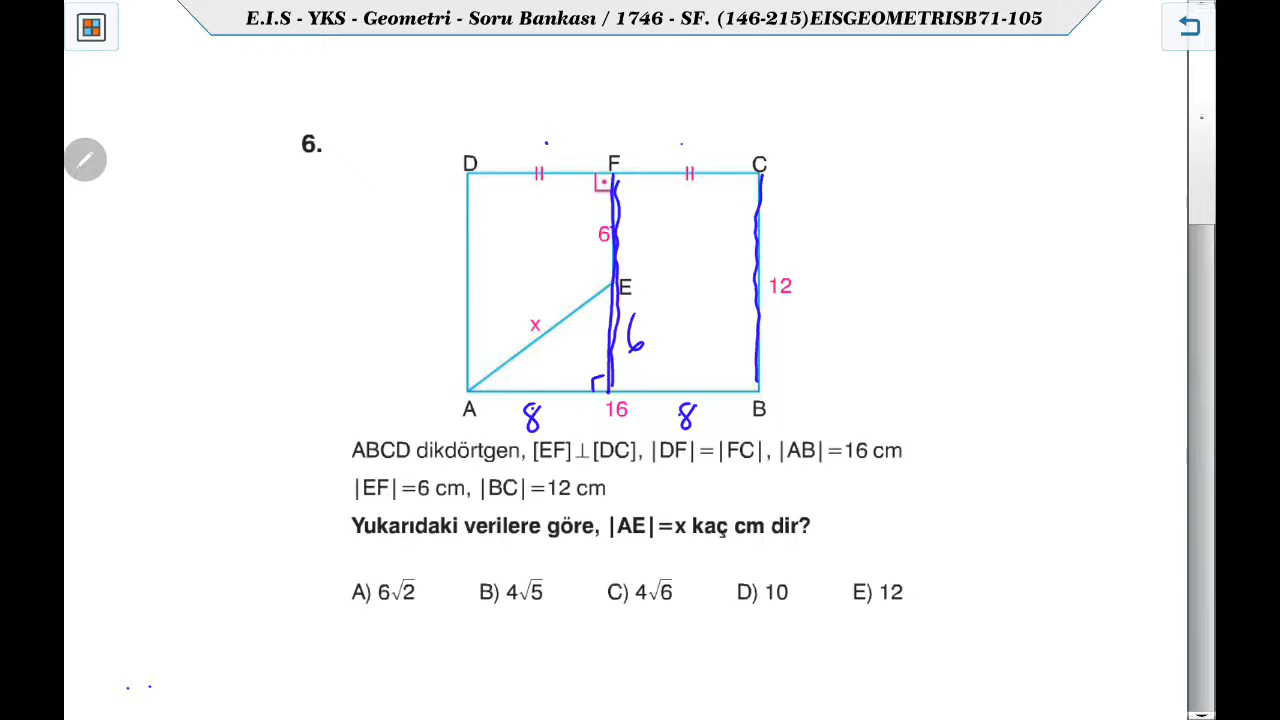 E.I.S - YKS - Geometri - Soru Bankası / 1746 - SF. (146-215)EISGEOMETRISB71-105
6.
D F C
6
E
12
x
6
A 16 B
8 8
ABCD dikdörtgen, [EF]⊥[DC], |DF|=|FC|, |AB|=16 cm
|EF|=6 cm, |BC|=12 cm
Yukarıdaki verilere göre, |AE|=x kaç cm dir?
A) 6√2 B) 4√5 C) 4√6 D) 10 E) 12